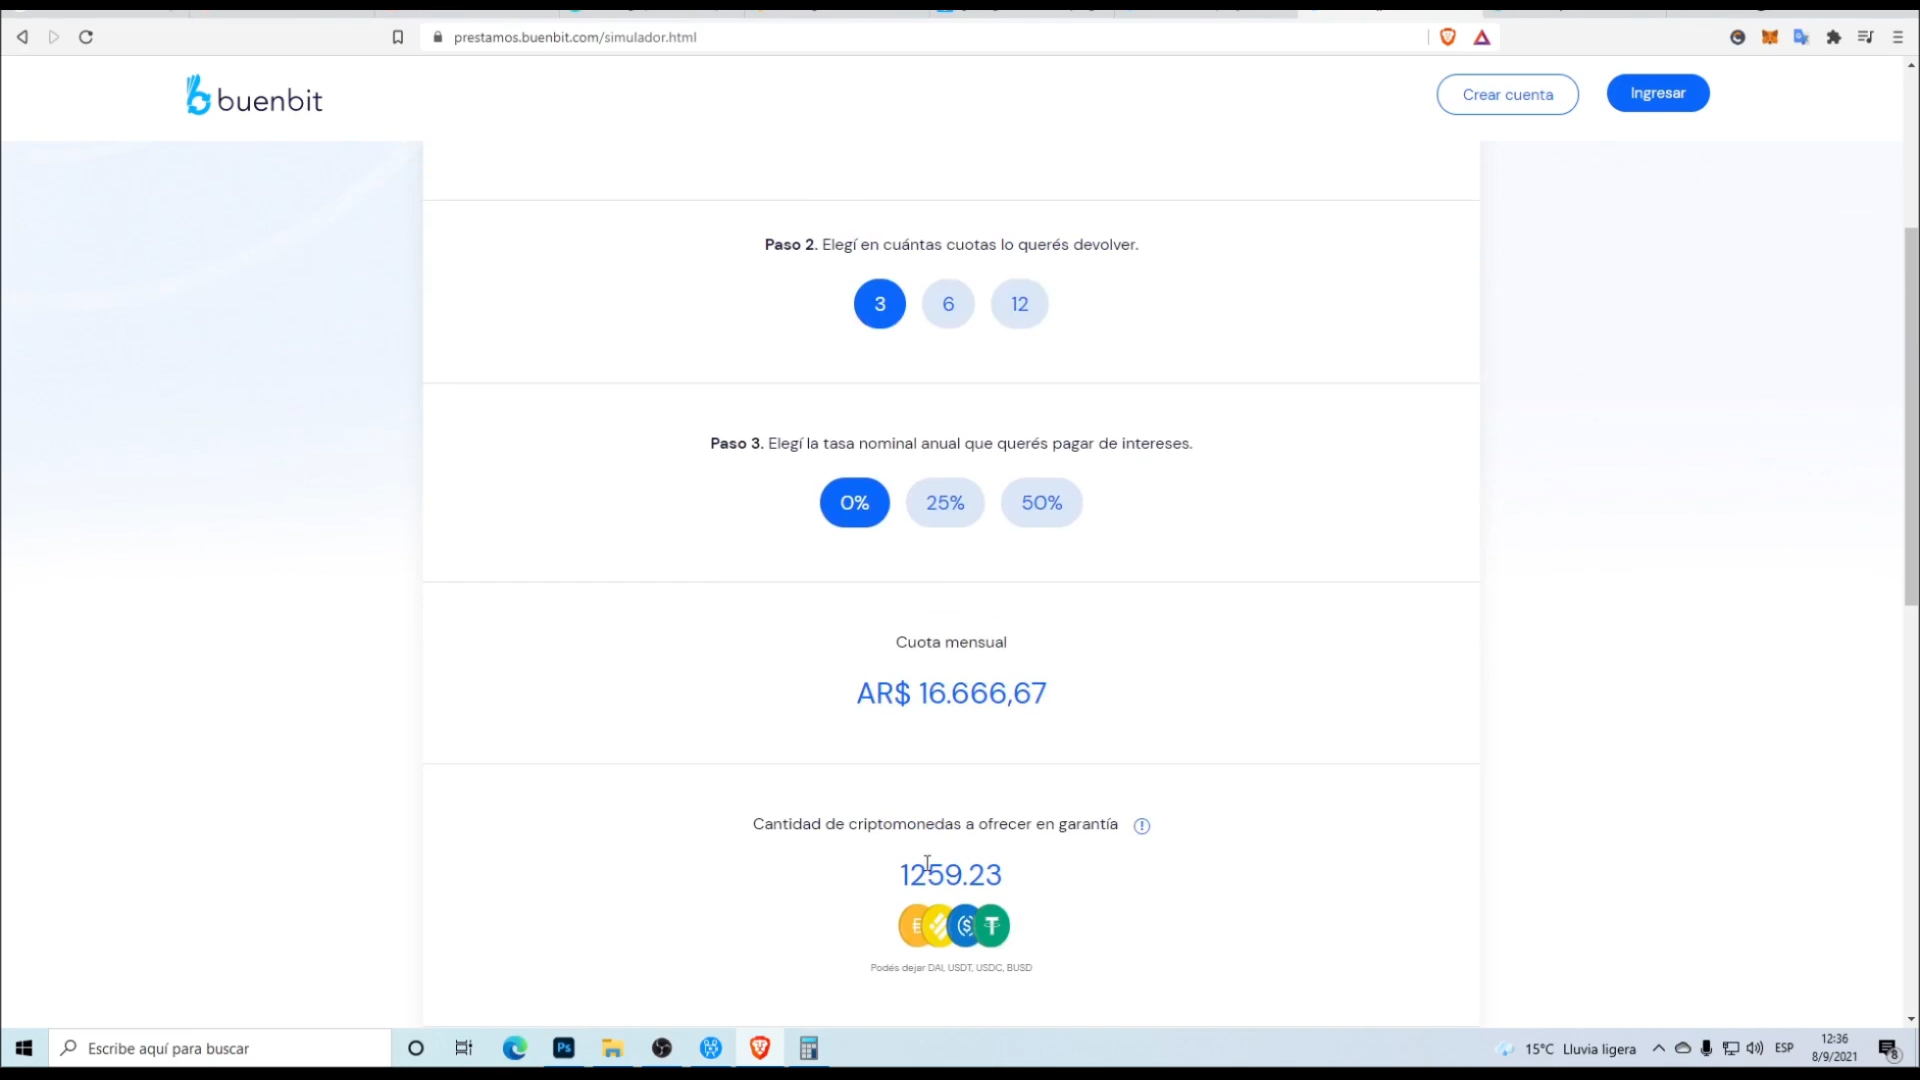 prestamos.buenbit.com/simulador.html
buenbit
Crear cuenta
Ingresar
Paso 2. Elegí en cuántas cuotas lo querés devolver.
3 6 12
Paso 3. Elegí la tasa nominal anual que querés pagar de intereses.
0% 25% 50%
Cuota mensual
AR$ 16.666,67
Cantidad de criptomonedas a ofrecer en garantía
1259.23
Podés dejar DAI, USDT, USDC, BUSD
Escribe aquí para buscar
Ps
15°C Lluvia ligera
ESP
12:36
8/9/2021
8